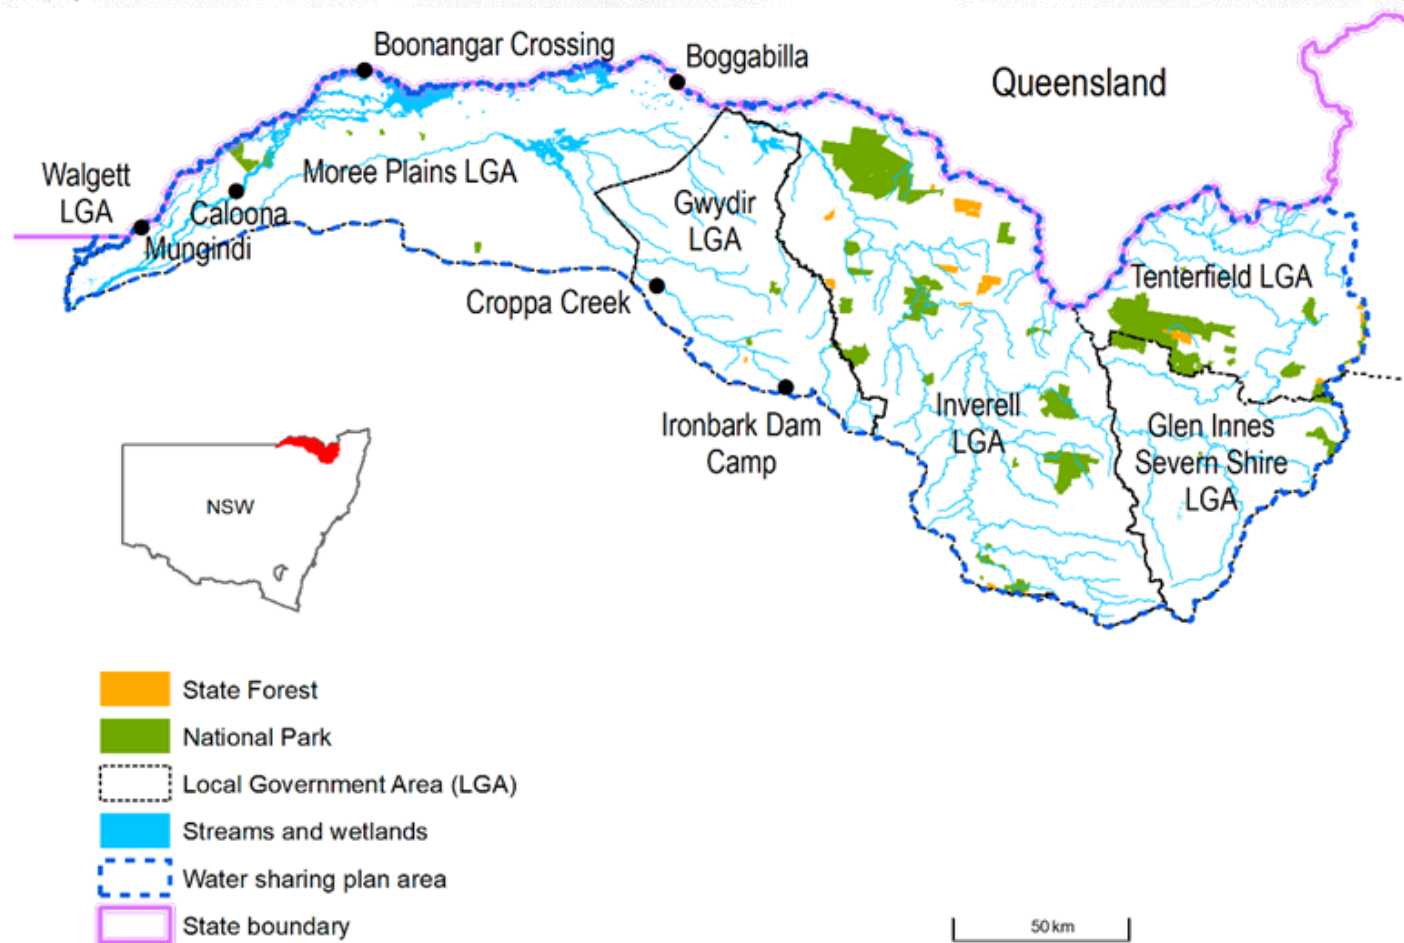 Boonangar Crossing
Boggabilla
Queensland
Walgett
LGA
Moree Plains LGA
Caloona
Mungindi
Gwydir
LGA
Croppa Creek
Tenterfield LGA
Ironbark Dam
Camp
Inverell
LGA
Glen Innes
Severn Shire
LGA
NSW
State Forest
National Park
Local Government Area (LGA)
Streams and wetlands
Water sharing plan area
State boundary
50 km